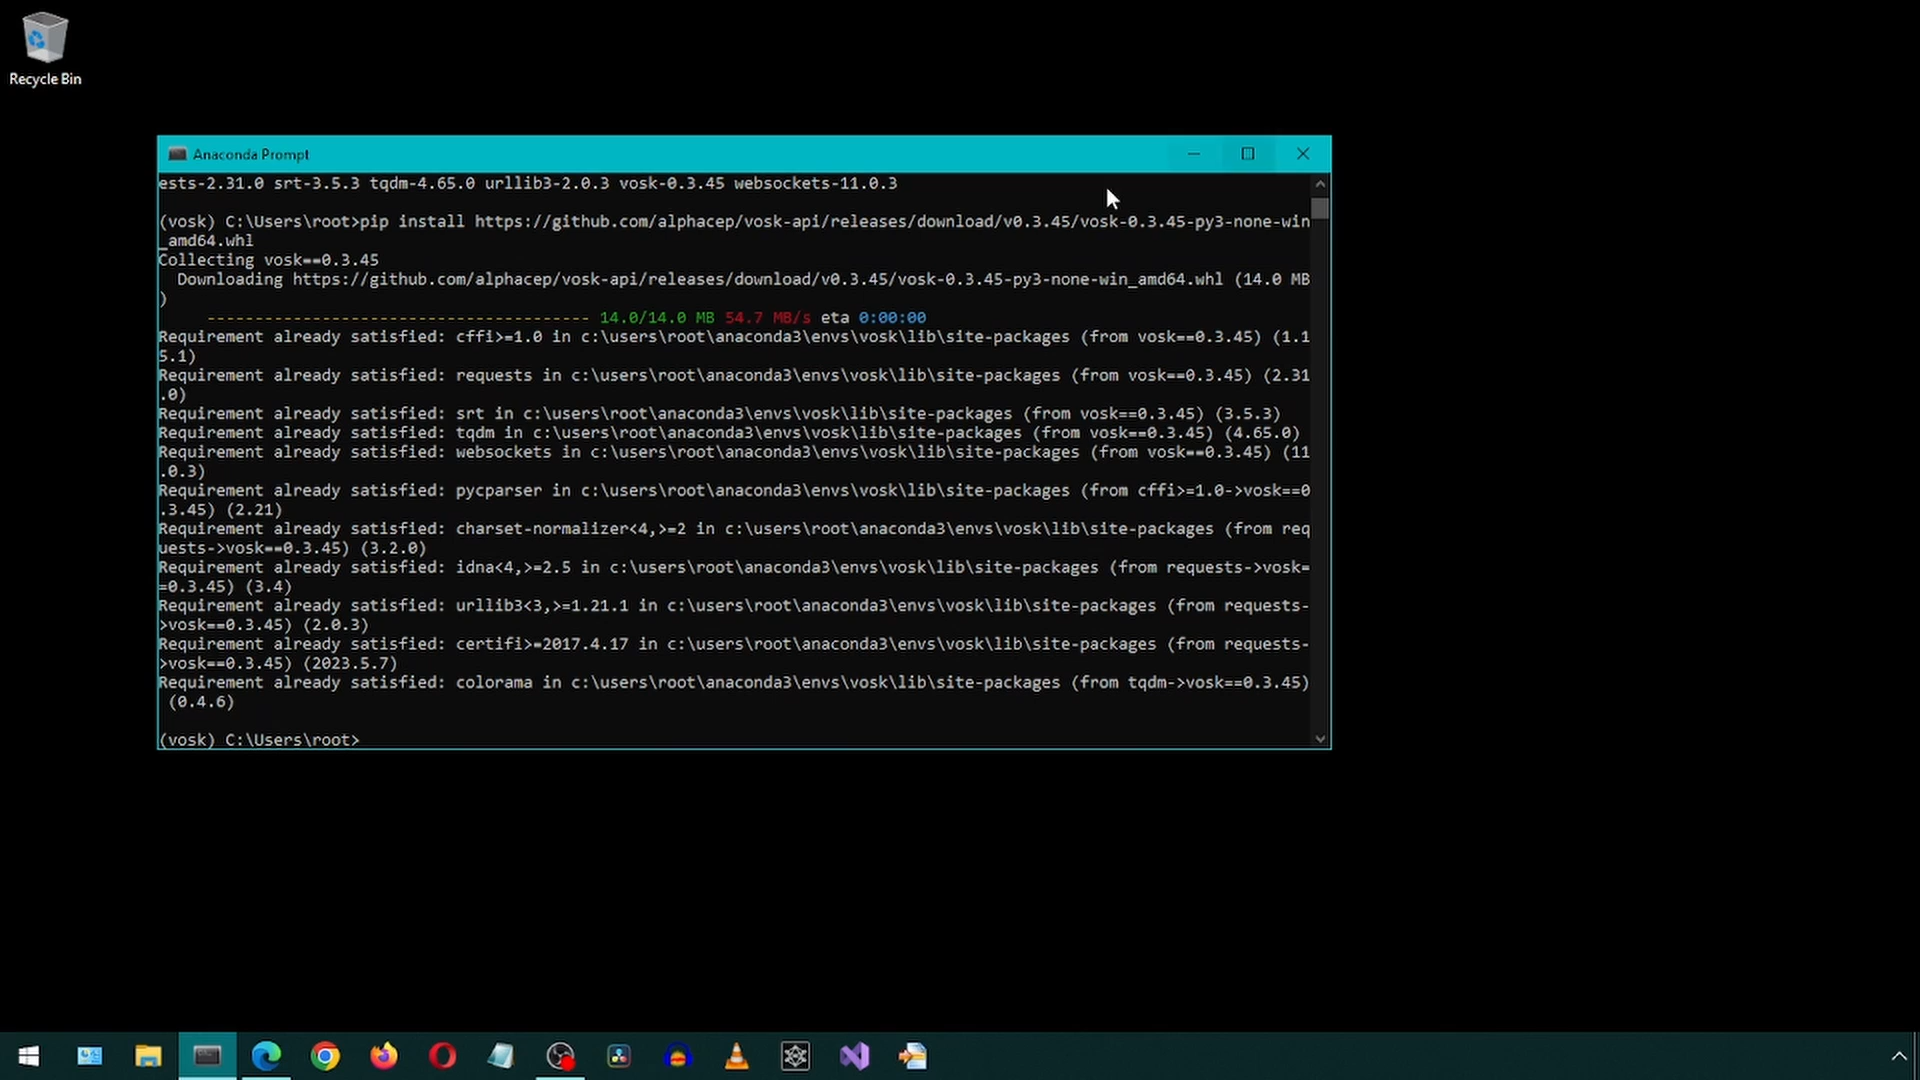 Recycle Bin
Anaconda Prompt
ests-2.31.0 srt-3.5.3 tqdm-4.65.0 urllib3-2.0.3 vosk-0.3.45 websockets-11.0.3
(vosk) C:\Users\root>pip install https://github.com/alphacep/vosk-api/releases/download/v0.3.45/vosk-0.3.45-py3-none-win
_amd64.whl
Collecting vosk==0.3.45
Downloading https://github.com/alphacep/vosk-api/releases/download/v0.3.45/vosk-0.3.45-py3-none-win_amd64.whl (14.0 MB
)
---------------------------------------- 14.0/14.0 MB 54.7 MB/s eta 0:00:00
Requirement already satisfied: cffi>=1.0 in c:\users\root\anaconda3\envs\vosk\lib\site-packages (from vosk==0.3.45) (1.1
5.1)
Requirement already satisfied: requests in c:\users\root\anaconda3\envs\vosk\lib\site-packages (from vosk==0.3.45) (2.31
.0)
Requirement already satisfied: srt in c:\users\root\anaconda3\envs\vosk\lib\site-packages (from vosk==0.3.45) (3.5.3)
Requirement already satisfied: tqdm in c:\users\root\anaconda3\envs\vosk\lib\site-packages (from vosk==0.3.45) (4.65.0)
Requirement already satisfied: websockets in c:\users\root\anaconda3\envs\vosk\lib\site-packages (from vosk==0.3.45) (11
.0.3)
Requirement already satisfied: pycparser in c:\users\root\anaconda3\envs\vosk\lib\site-packages (from cffi>=1.0->vosk==0
.3.45) (2.21)
Requirement already satisfied: charset-normalizer<4,>=2 in c:\users\root\anaconda3\envs\vosk\lib\site-packages (from req
uests->vosk==0.3.45) (3.2.0)
Requirement already satisfied: idna<4,>=2.5 in c:\users\root\anaconda3\envs\vosk\lib\site-packages (from requests->vosk=
=0.3.45) (3.4)
Requirement already satisfied: urllib3<3,>=1.21.1 in c:\users\root\anaconda3\envs\vosk\lib\site-packages (from requests-
>vosk==0.3.45) (2.0.3)
Requirement already satisfied: certifi>=2017.4.17 in c:\users\root\anaconda3\envs\vosk\lib\site-packages (from requests-
>vosk==0.3.45) (2023.5.7)
Requirement already satisfied: colorama in c:\users\root\anaconda3\envs\vosk\lib\site-packages (from tqdm->vosk==0.3.45)
(0.4.6)
(vosk) C:\Users\root>